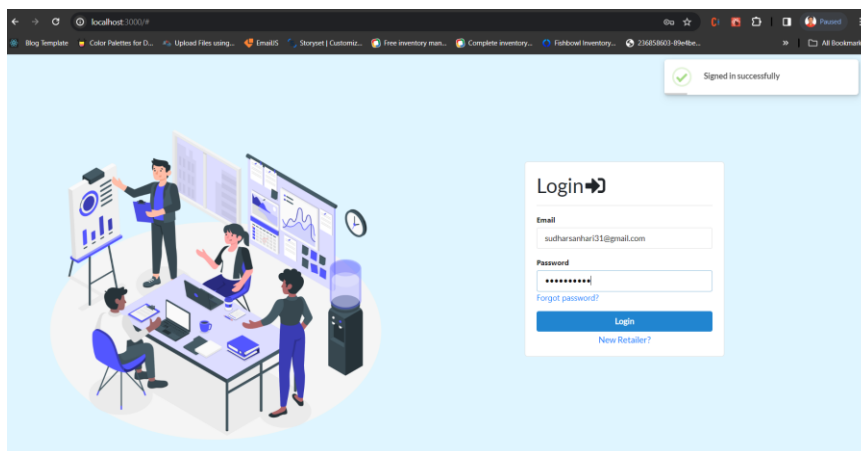 localhost:3000/#
Paused
Blog Template Color Palettes for D... Upload Files using... EmailJS Storyset | Customiz... Free inventory man... Complete inventory... Fishbowl Inventory... 236858603-89e4be... » All Bookmark
Signed in successfully
Login
Email
sudharsanhari31@gmail.com
Password
••••••••••
Forgot password?
Login
New Retailer?